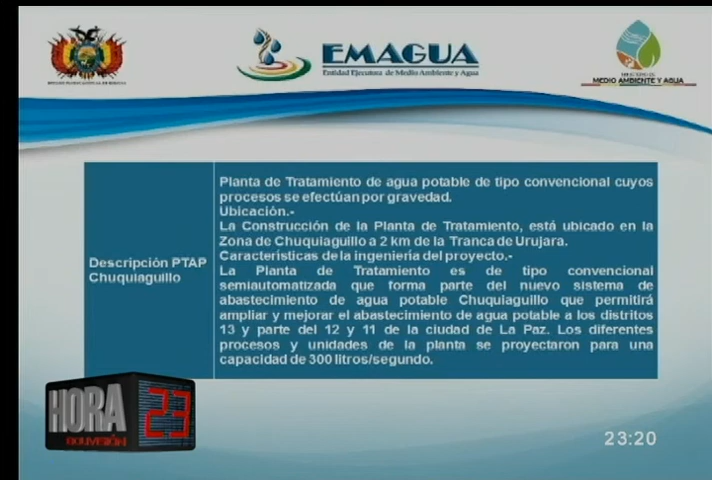 EMAGUA
Entidad Ejecutora de Medio Ambiente y Agua
MEDIO AMBIENTE Y AGUA
Planta de Tratamiento de agua potable de tipo convencional cuyos
procesos se efectúan por gravedad.
Ubicación.-
La Construcción de la Planta de Tratamiento, está ubicado en la
Zona de Chuquiaguillo a 2 km de la Tranca de Urujara.
Características de la ingeniería del proyecto.-
Descripción PTAP
Chuquiaguillo
La Planta de Tratamiento es de tipo convencional
semiautomatizada que forma parte del nuevo sistema de
abastecimiento de agua potable Chuquiaguillo que permitirá
ampliar y mejorar el abastecimiento de agua potable a los distritos
13 y parte del 12 y 11 de la ciudad de La Paz. Los diferentes
procesos y unidades de la planta se proyectaron para una
capacidad de 300 litros/segundo.
HORA
23
BOLIVISIÓN
23:20